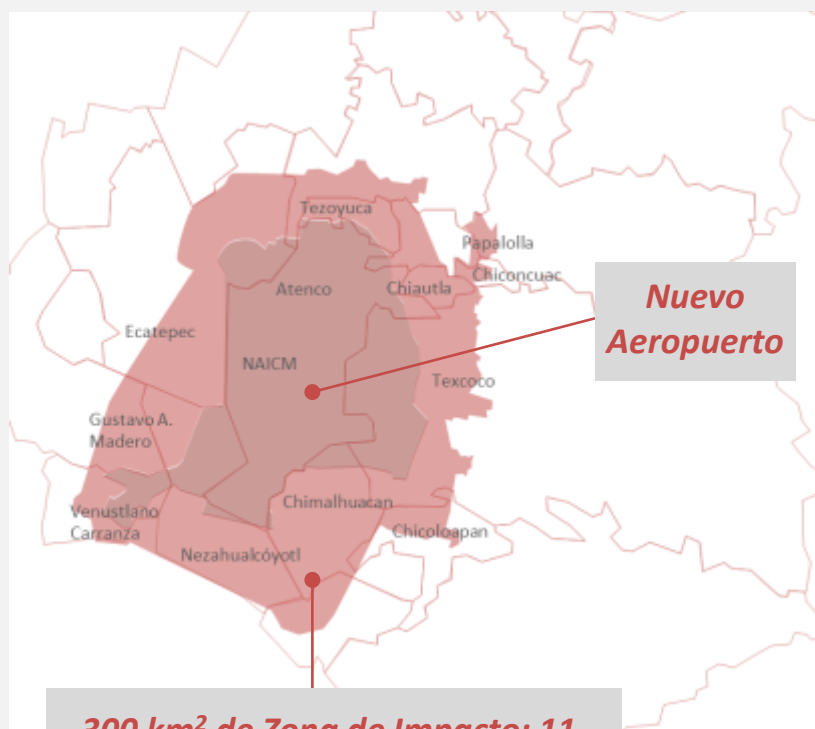 Tezoyuca
Papalolla
Chiconcuac
Atenco
Chiautla
Nuevo
Aeropuerto
Ecatepec
NAICM
Texcoco
Gustavo A.
Madero
Chimalhuacan
Venustiano
Carranza
Chicoloapan
Nezahualcóyotl
300 km² de Zona de Impacto: 11